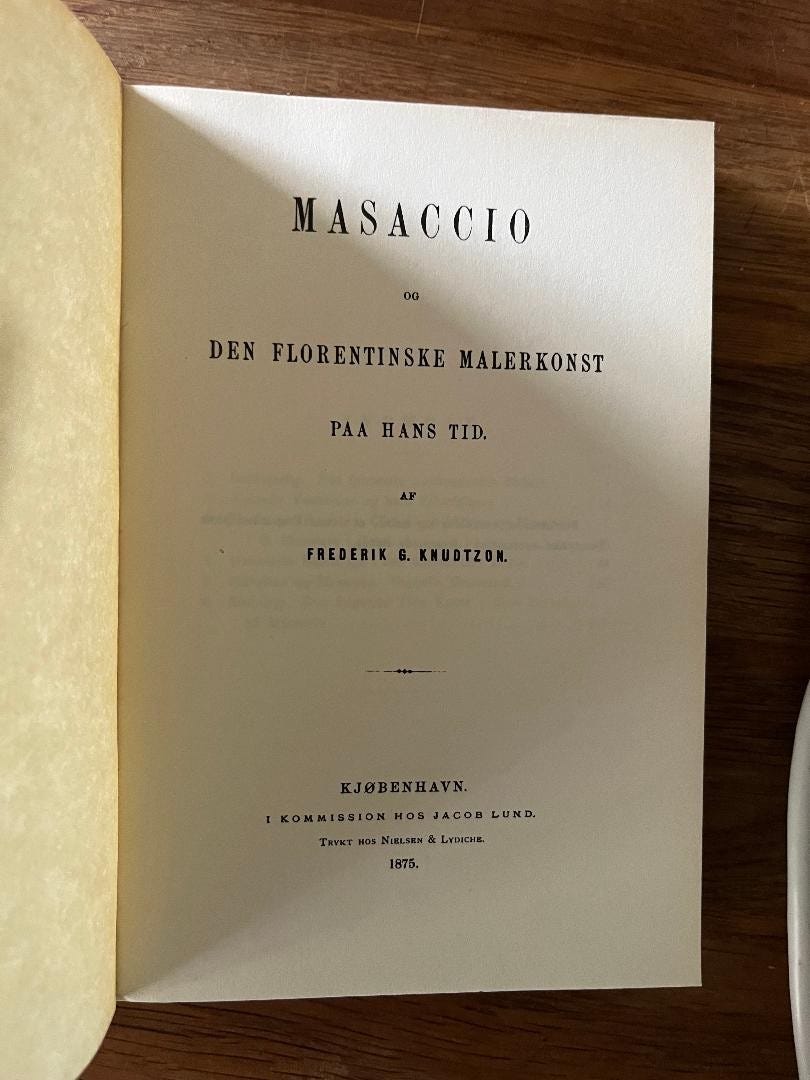 MASACCIO
OG
DEN FLORENTINSKE MALERKONST
PAA HANS TID.
AF
FREDERIK G. KNUDTZON.
KJØBENHAVN.
I KOMMISSION HOS JACOB LUND.
TRYKT HOS NIELSEN & LYDICHE.
1875.